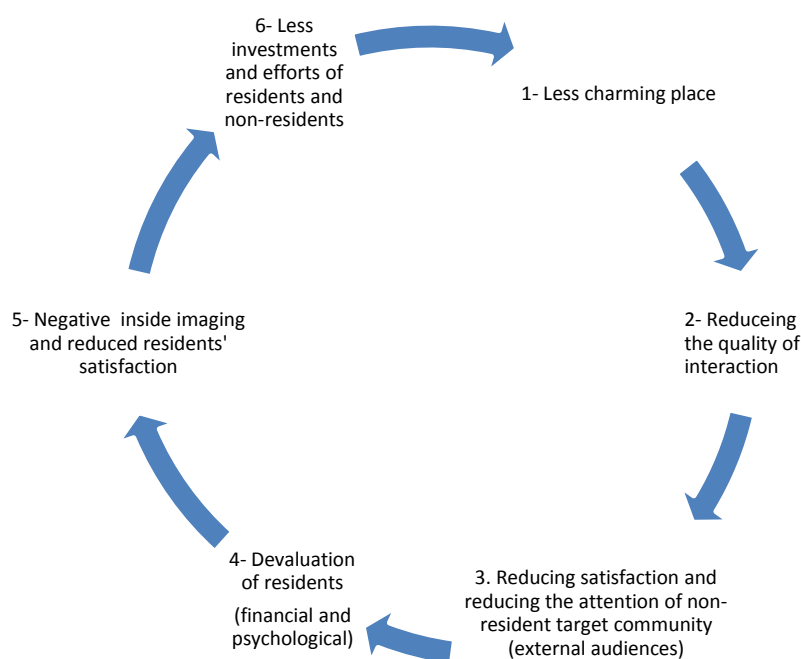 1- Less charming place
2- Reduceing
the quality of
interaction
3. Reducing satisfaction and
reducing the attention of non-
resident target community
(external audiences)
4- Devaluation
of residents
(financial and
psychological)
5- Negative  inside imaging
and reduced residents'
satisfaction
6- Less
investments
and efforts of
residents and
non-residents